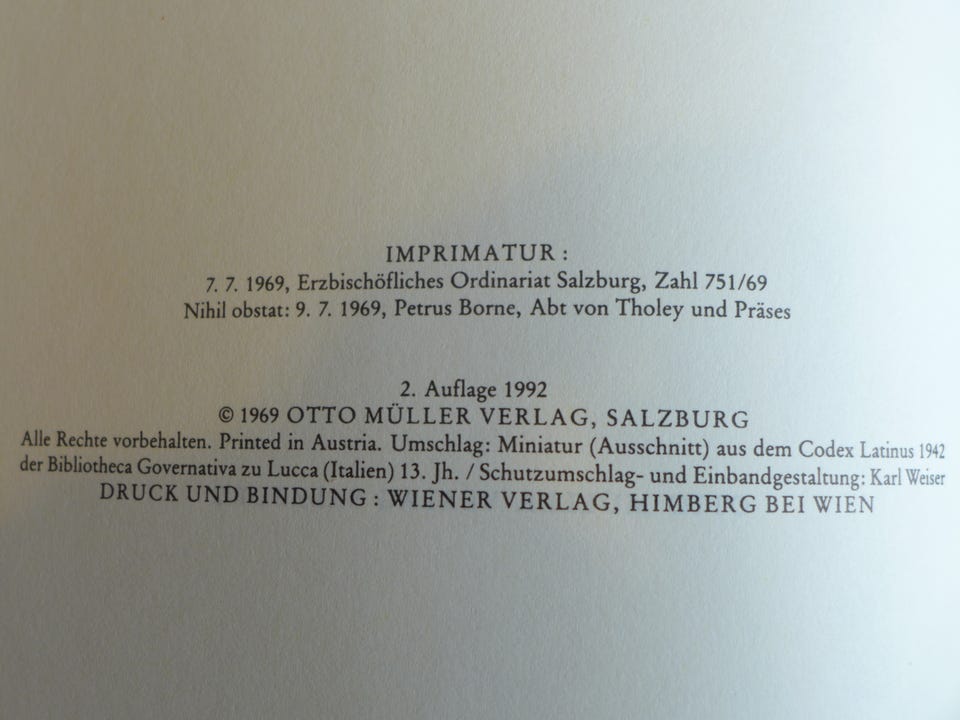 IMPRIMATUR :
7. 7. 1969, Erzbischöfliches Ordinariat Salzburg, Zahl 751/69
Nihil obstat: 9. 7. 1969, Petrus Borne, Abt von Tholey und Präses
2. Auflage 1992
© 1969 OTTO MÜLLER VERLAG, SALZBURG
Alle Rechte vorbehalten. Printed in Austria. Umschlag: Miniatur (Ausschnitt) aus dem Codex Latinus 1942
der Bibliotheca Governativa zu Lucca (Italien) 13. Jh. / Schutzumschlag- und Einbandgestaltung: Karl Weiser
DRUCK UND BINDUNG : WIENER VERLAG, HIMBERG BEI WIEN